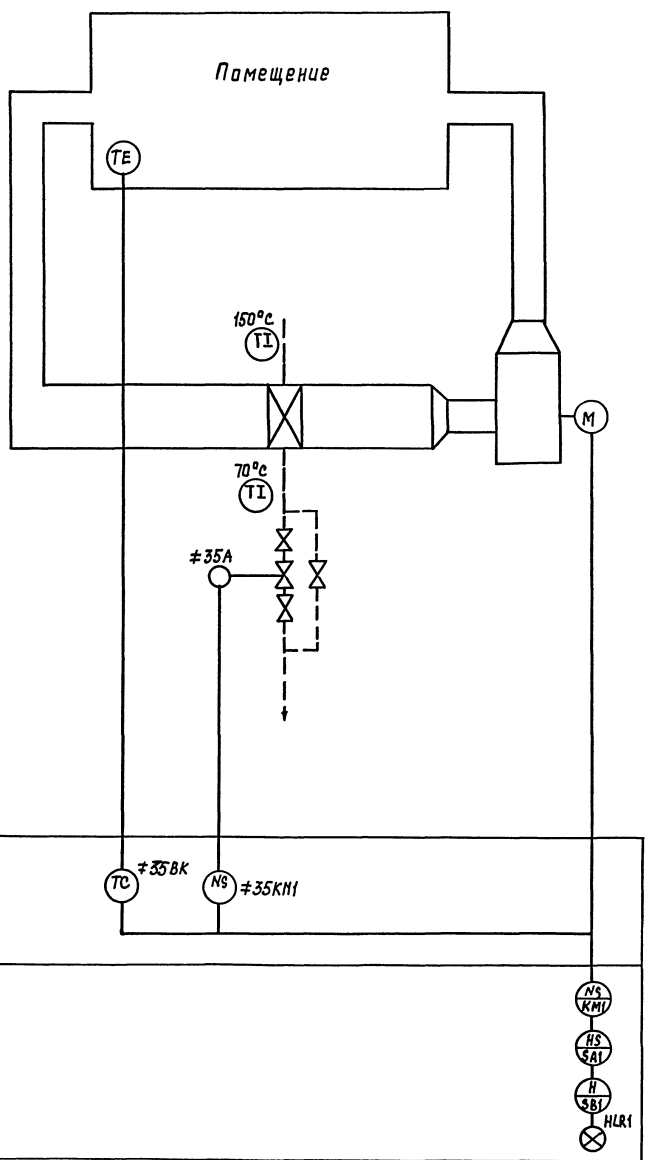 Помещение
TE
150°C
TI
M
70°C
TI
≠35A
TC
≠35BK
NS
≠35KM1
NS
KM1
HS
SA1
H
SB1
HLR1